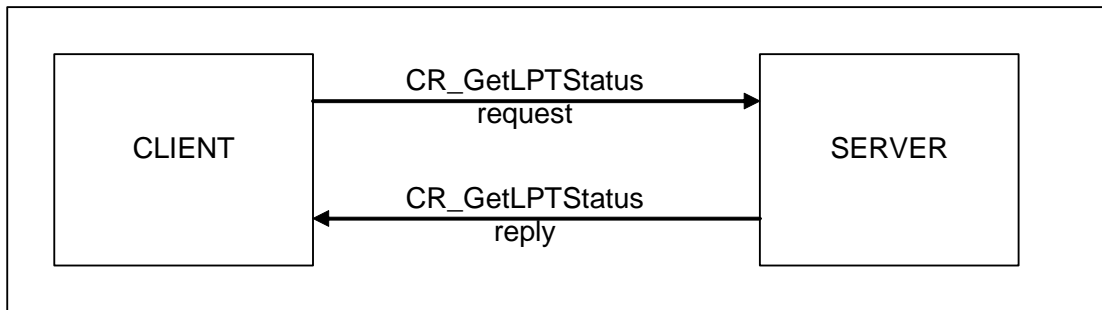 CR_GetLPTStatus
request
CLIENT
SERVER
CR_GetLPTStatus
reply